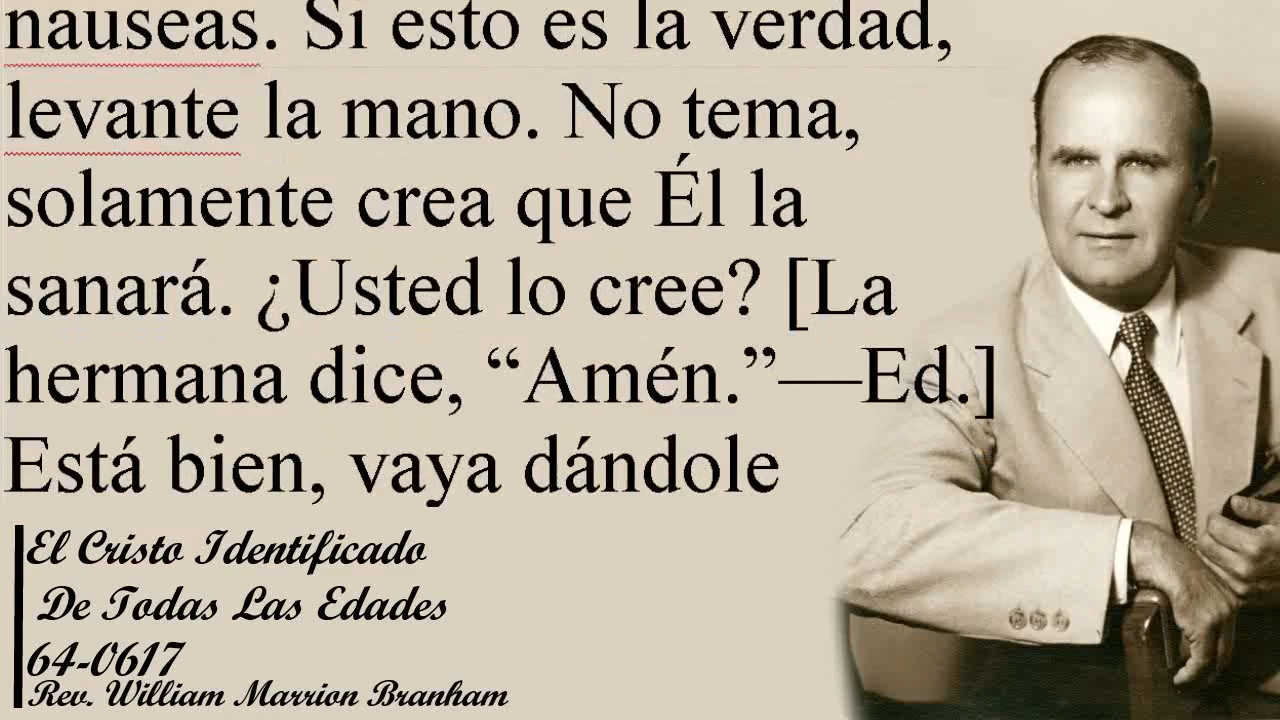 nauseas. Si esto es la verdad,
levante la mano. No tema,
solamente crea que Él la
sanará. ¿Usted lo cree? [La
hermana dice, “Amén.”—Ed.]
Está bien, vaya dándole
El Cristo Identificado
De Todas Las Edades
64-0617
Rev. William Marrion Branham